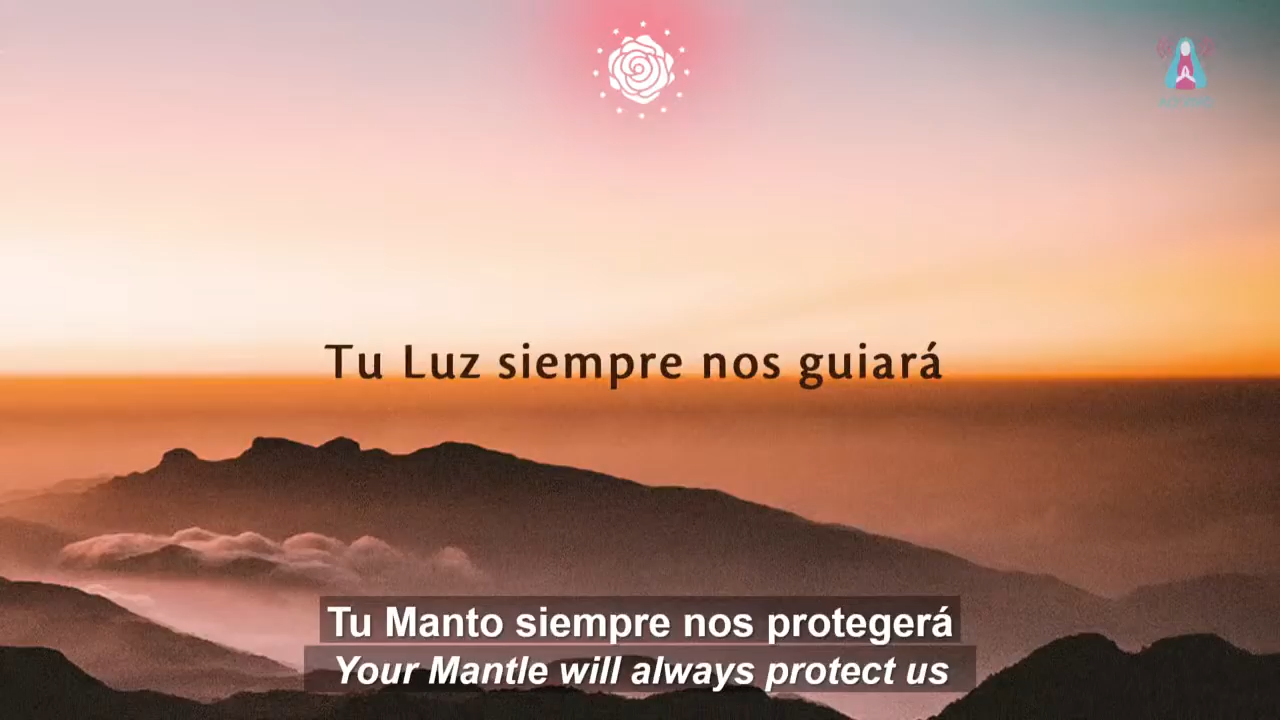 Tu Luz siempre nos guiará
Tu Manto siempre nos protegerá
Your Mantle will always protect us